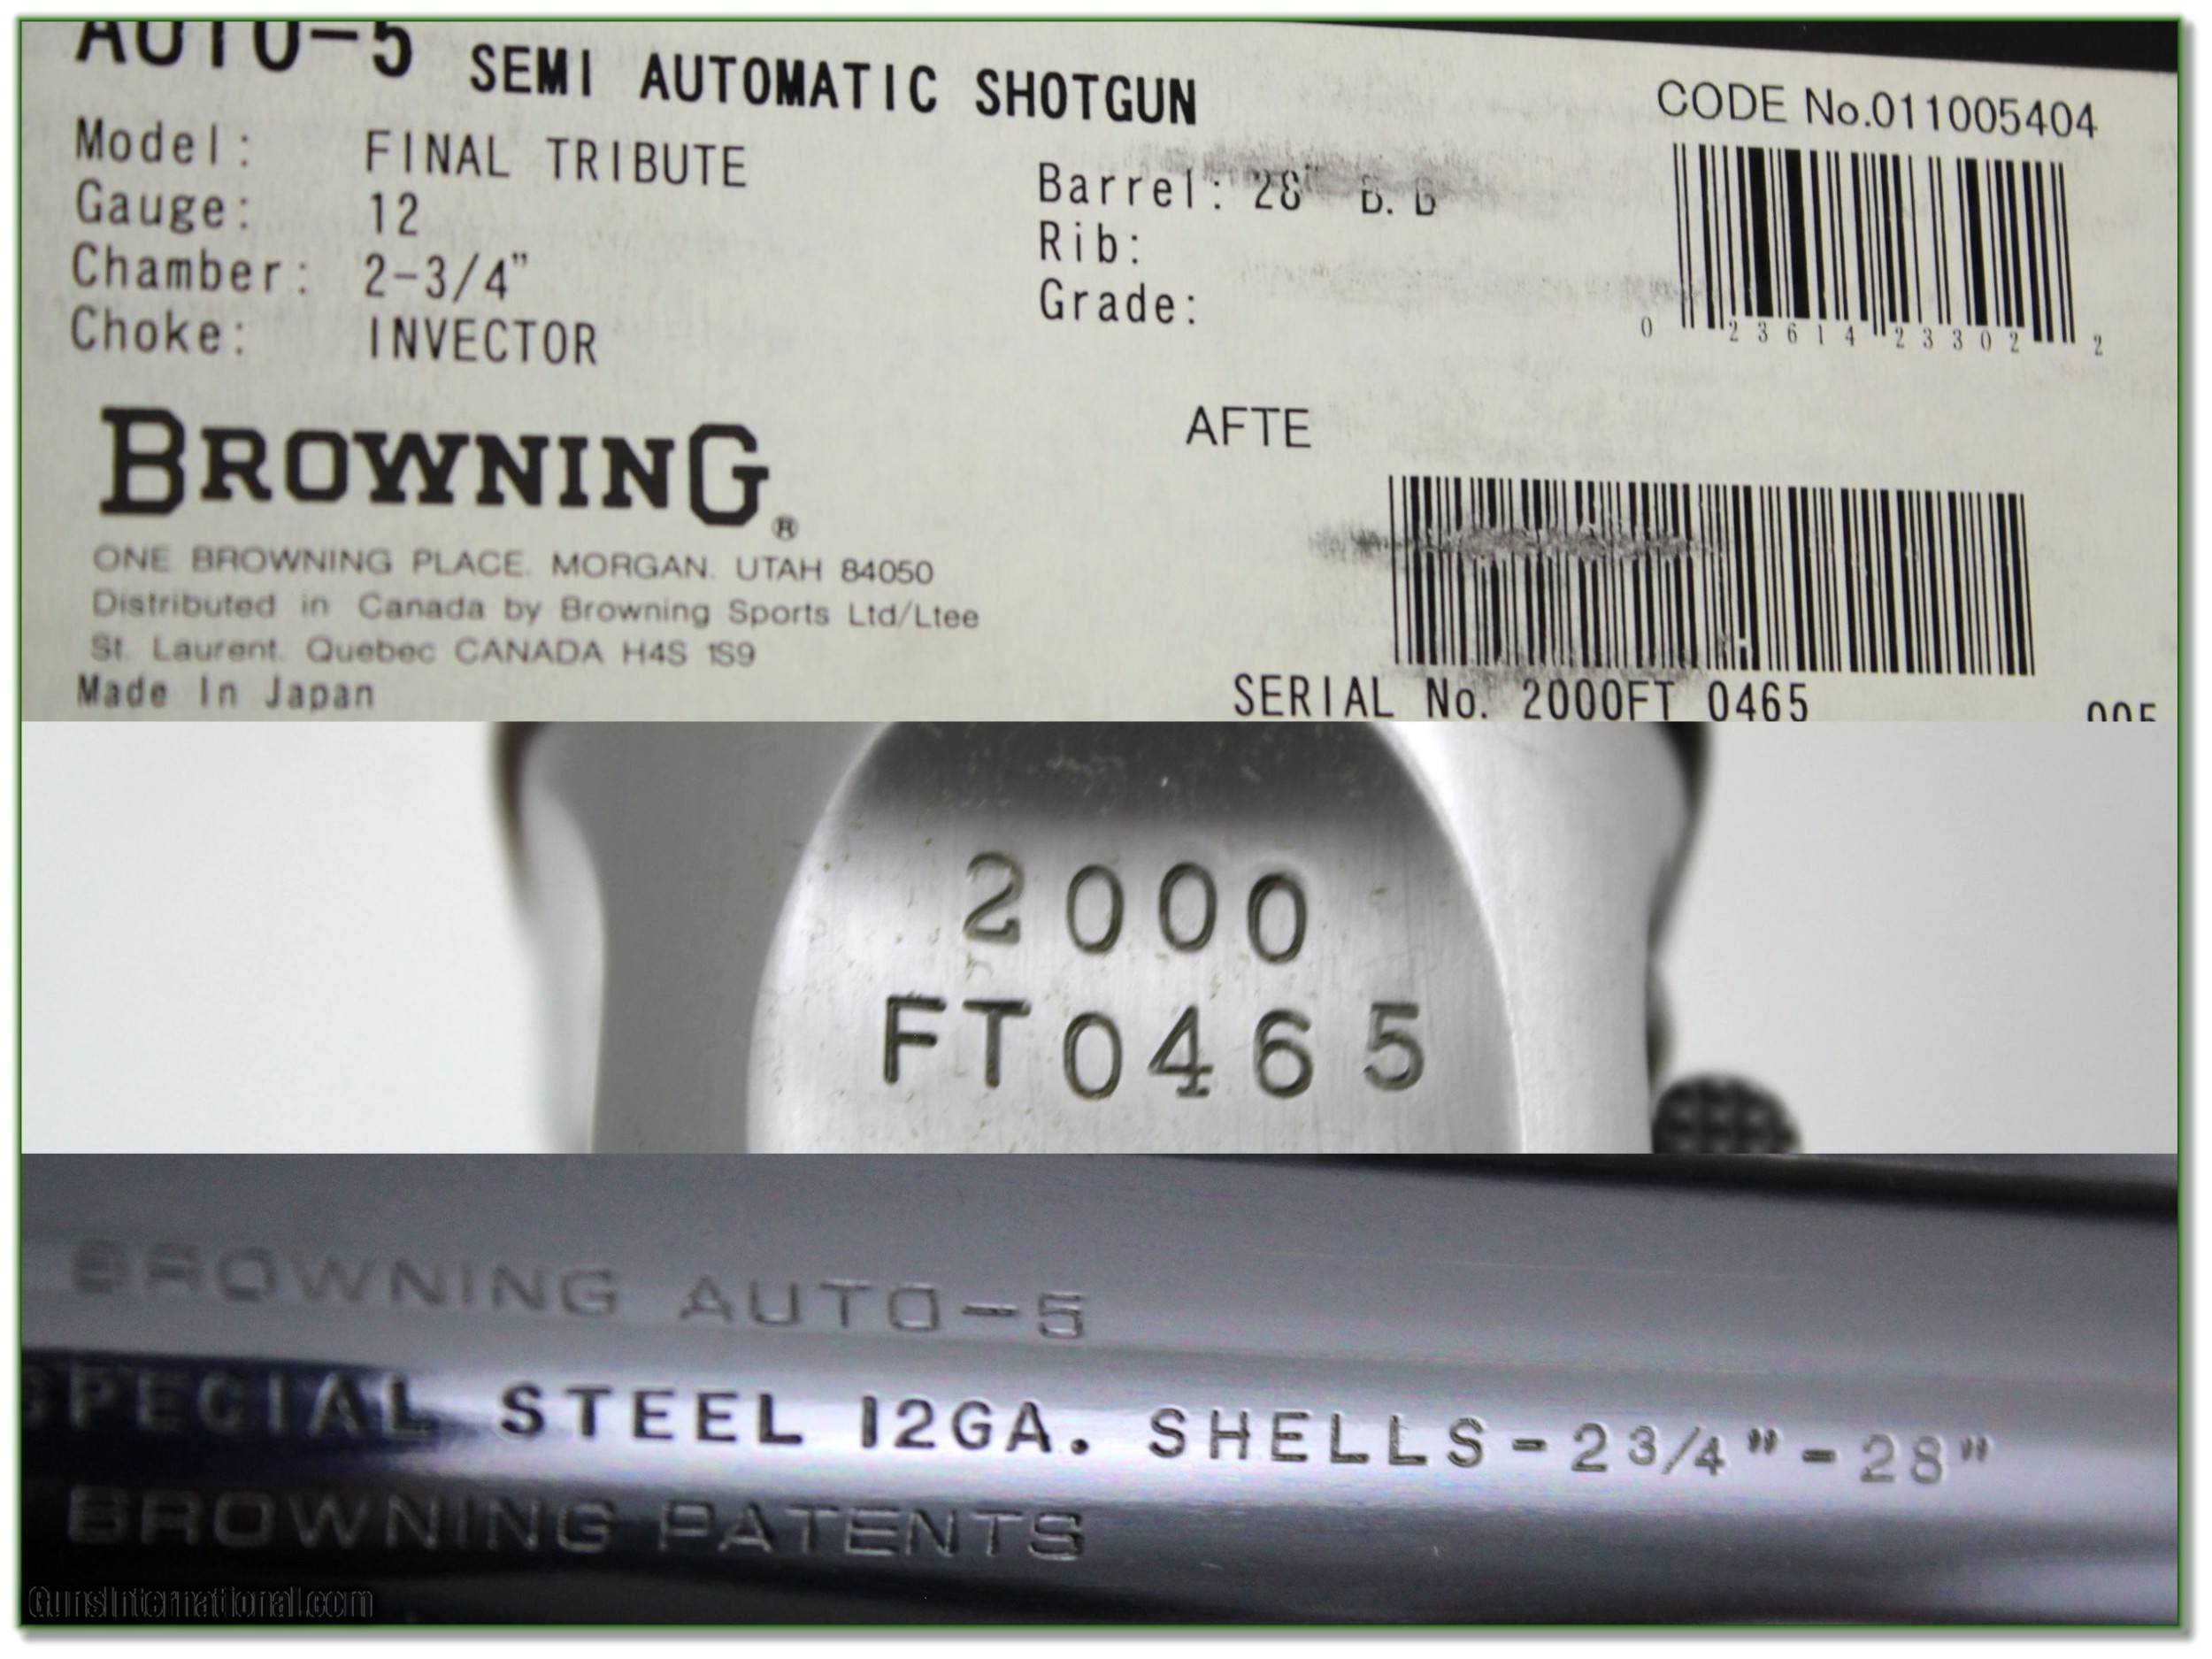 AUTO-5 SEMI AUTOMATIC SHOTGUN
Model: FINAL TRIBUTE
Gauge: 12
Chamber: 2-3/4"
Choke: INVECTOR
Barrel: 28"
Rib:
Grade:
CODE No.011005404
0 23614 23302 2
BROWNING®
ONE BROWNING PLACE. MORGAN. UTAH 84050
Distributed in Canada by Browning Sports Ltd/Ltee
St. Laurent. Quebec CANADA H4S 1S9
Made In Japan
AFTE
SERIAL No. 2000FT 0465
005
2000
FT0465
BROWNING AUTO-5
SPECIAL STEEL 12GA. SHELLS-2 3/4"-28"
BROWNING PATENTS
GunsInternational.com